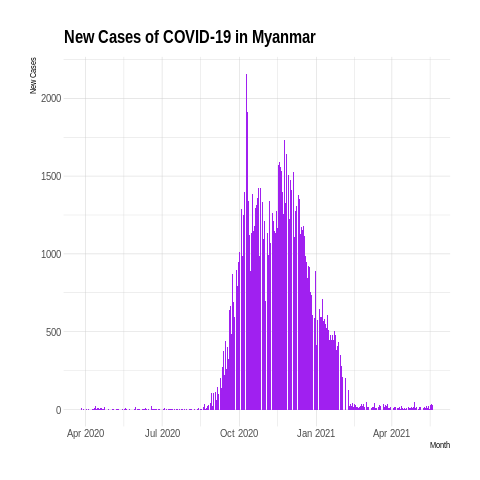 New Cases of COVID-19 in Myanmar
New Cases
2000
1500
1000
500
0
Apr 2020 Jul 2020 Oct 2020 Jan 2021 Apr 2021
Month